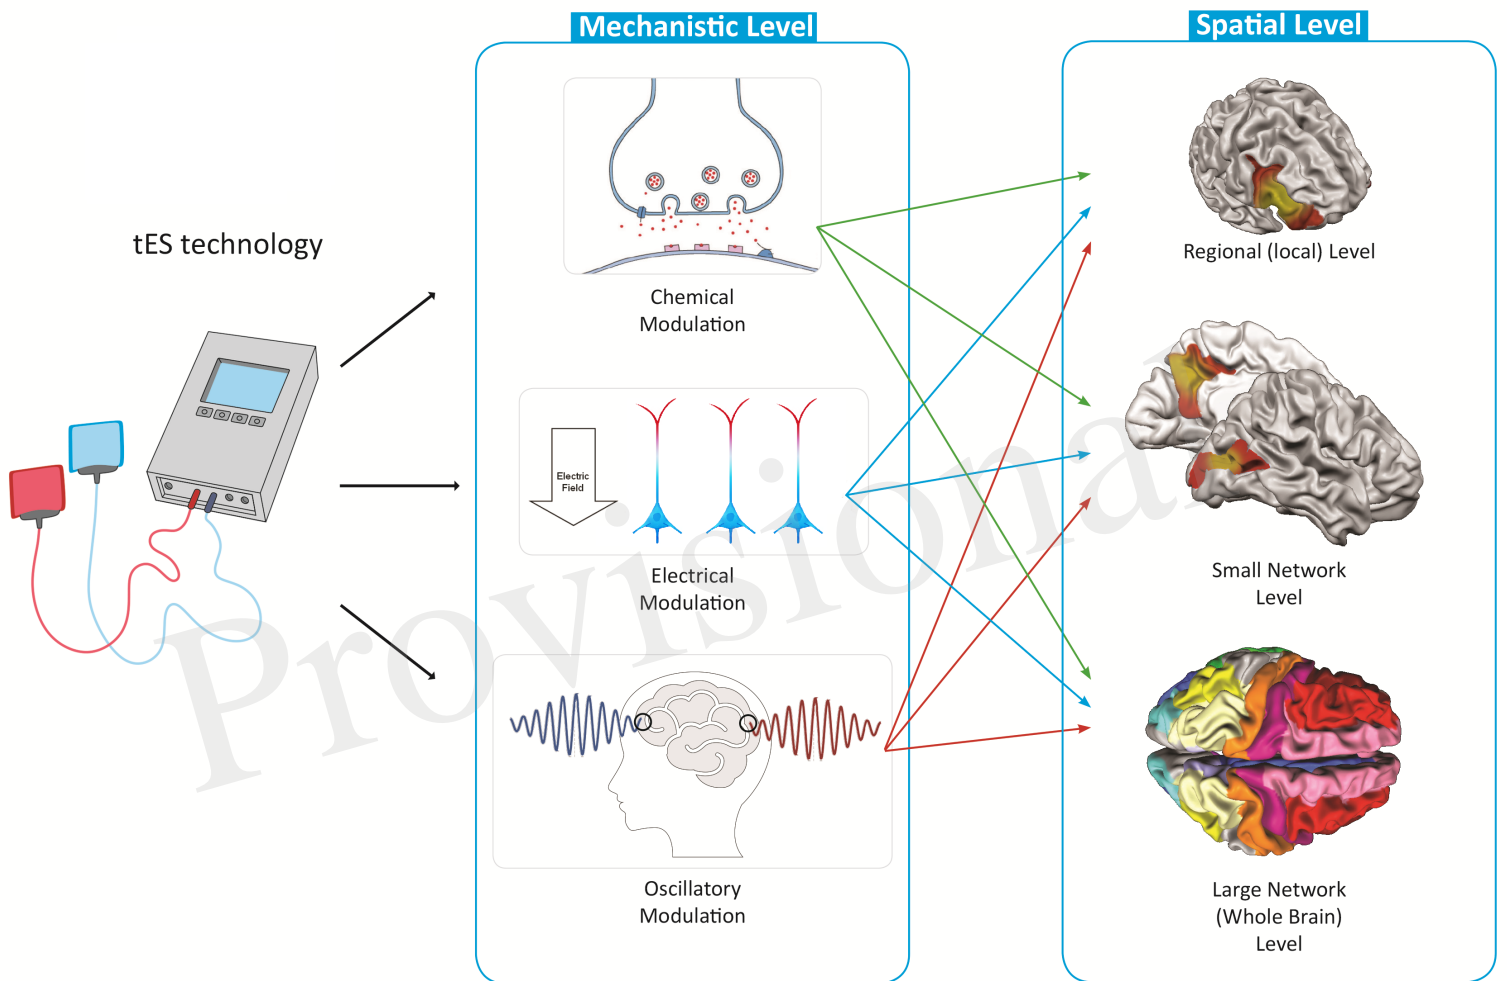 Mechanistic Level
Spatial Level
tES technology
Chemical
Modulation
Electric
Field
Electrical
Modulation
Oscillatory
Modulation
Regional (local) Level
Small Network
Level
Large Network
(Whole Brain)
Level
Provisional